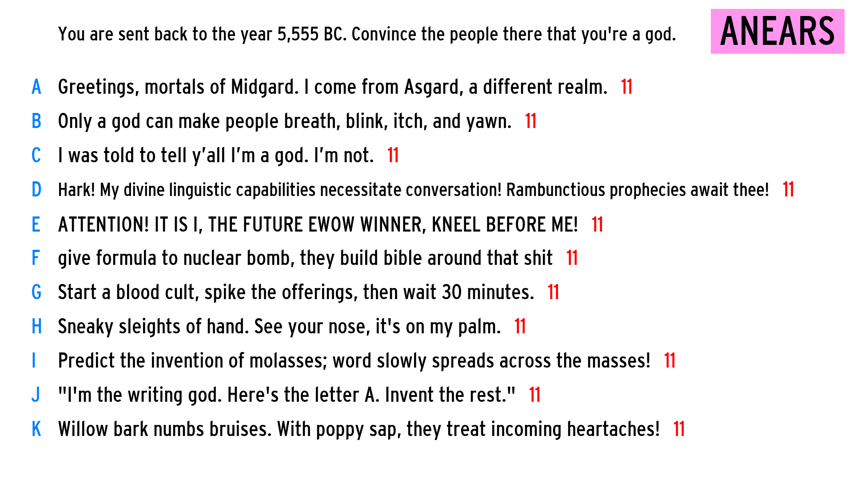 You are sent back to the year 5,555 BC. Convince the people there that you're a god. ANEARS
A Greetings, mortals of Midgard. I come from Asgard, a different realm. 11
B Only a god can make people breath, blink, itch, and yawn. 11
C I was told to tell y’all I’m a god. I’m not. 11
D Hark! My divine linguistic capabilities necessitate conversation! Rambunctious prophecies await thee! 11
E ATTENTION! IT IS I, THE FUTURE EWOW WINNER, KNEEL BEFORE ME! 11
F give formula to nuclear bomb, they build bible around that shit 11
G Start a blood cult, spike the offerings, then wait 30 minutes. 11
H Sneaky sleights of hand. See your nose, it's on my palm. 11
I Predict the invention of molasses; word slowly spreads across the masses! 11
J "I'm the writing god. Here's the letter A. Invent the rest." 11
K Willow bark numbs bruises. With poppy sap, they treat incoming heartaches! 11